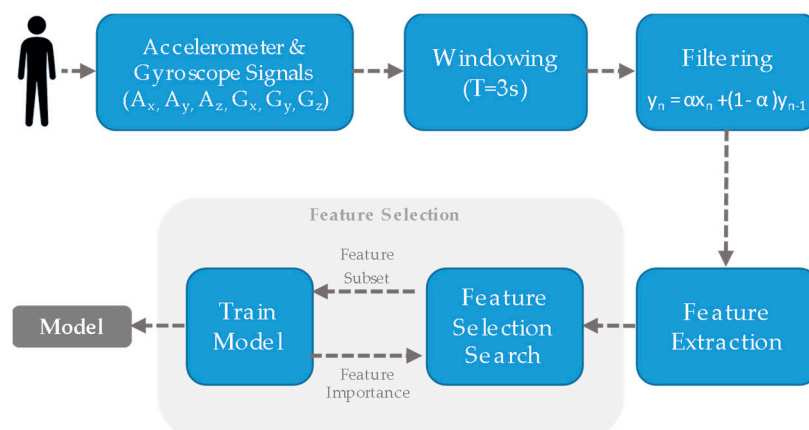 Accelerometer &
Gyroscope Signals
(Ax, Ay, Az, Gx, Gy, Gz)
Windowing
(T=3s)
Filtering
yn = αxn +(1- α )yn-1
Feature Selection
Feature
Subset
Train
Model
Feature
Importance
Feature
Selection
Search
Feature
Extraction
Model